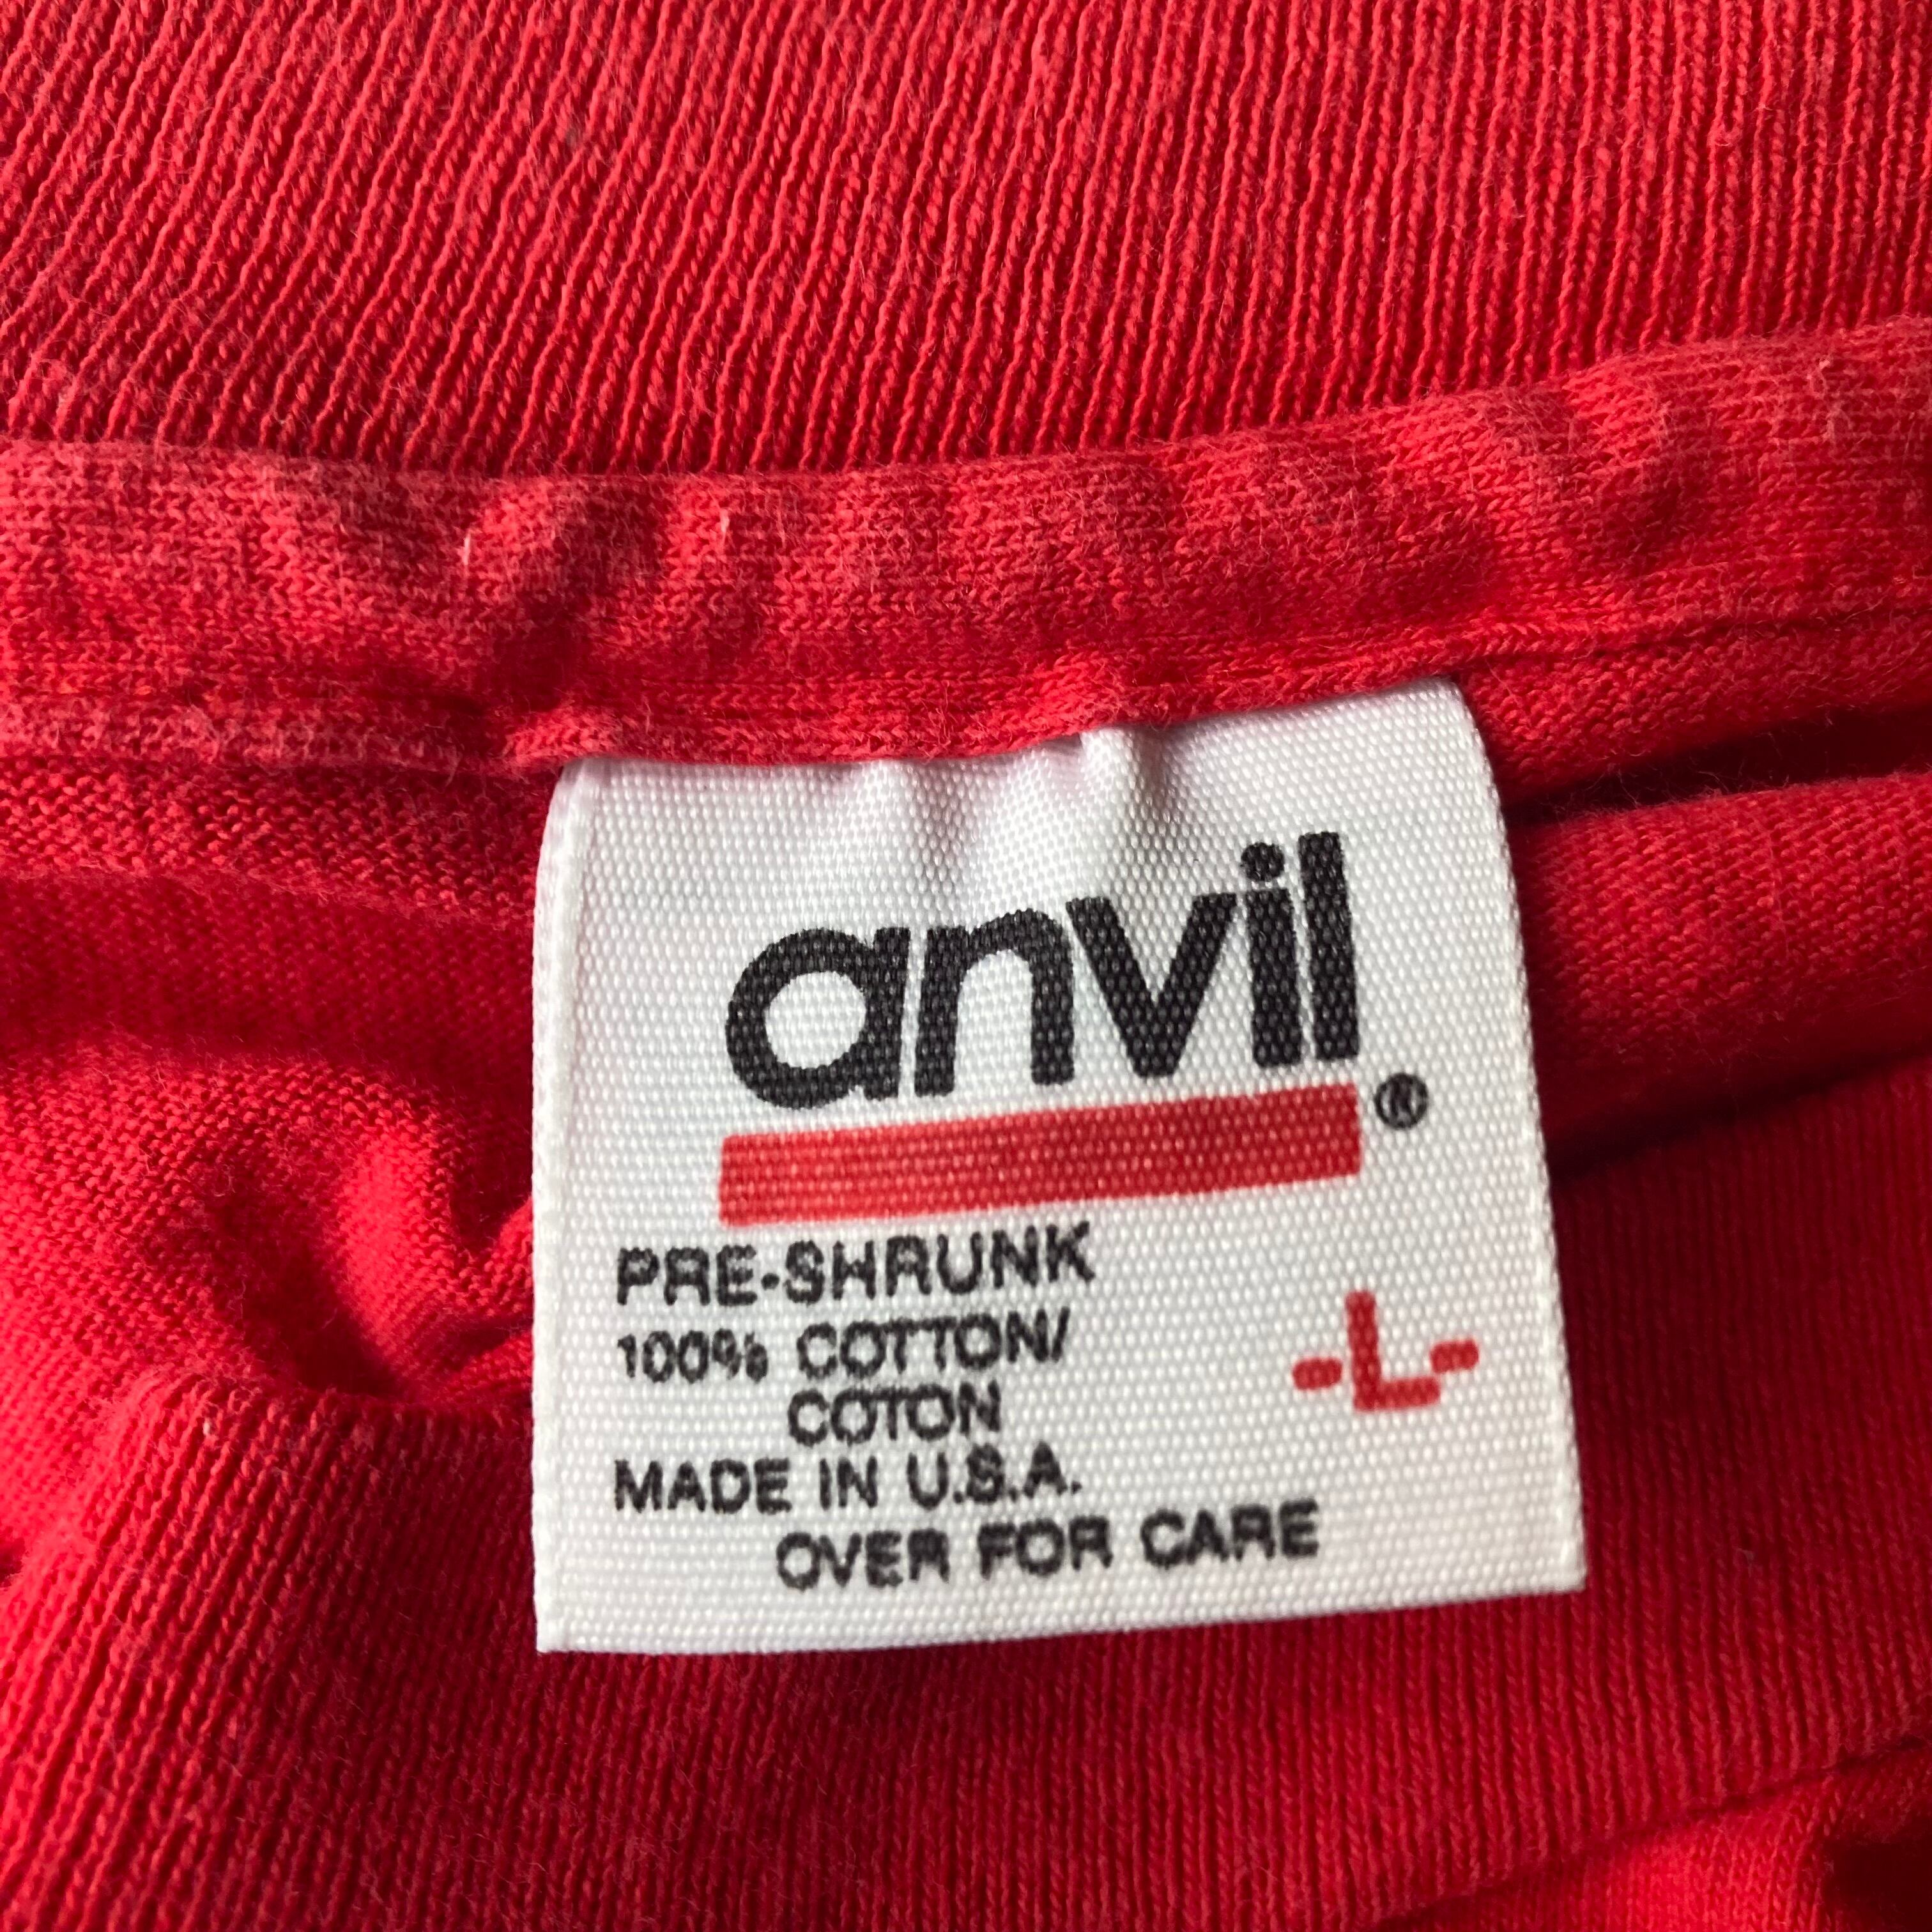 anvil®
PRE-SHRUNK
100% COTTON/
COTON
-L-
MADE IN U.S.A.
OVER FOR CARE